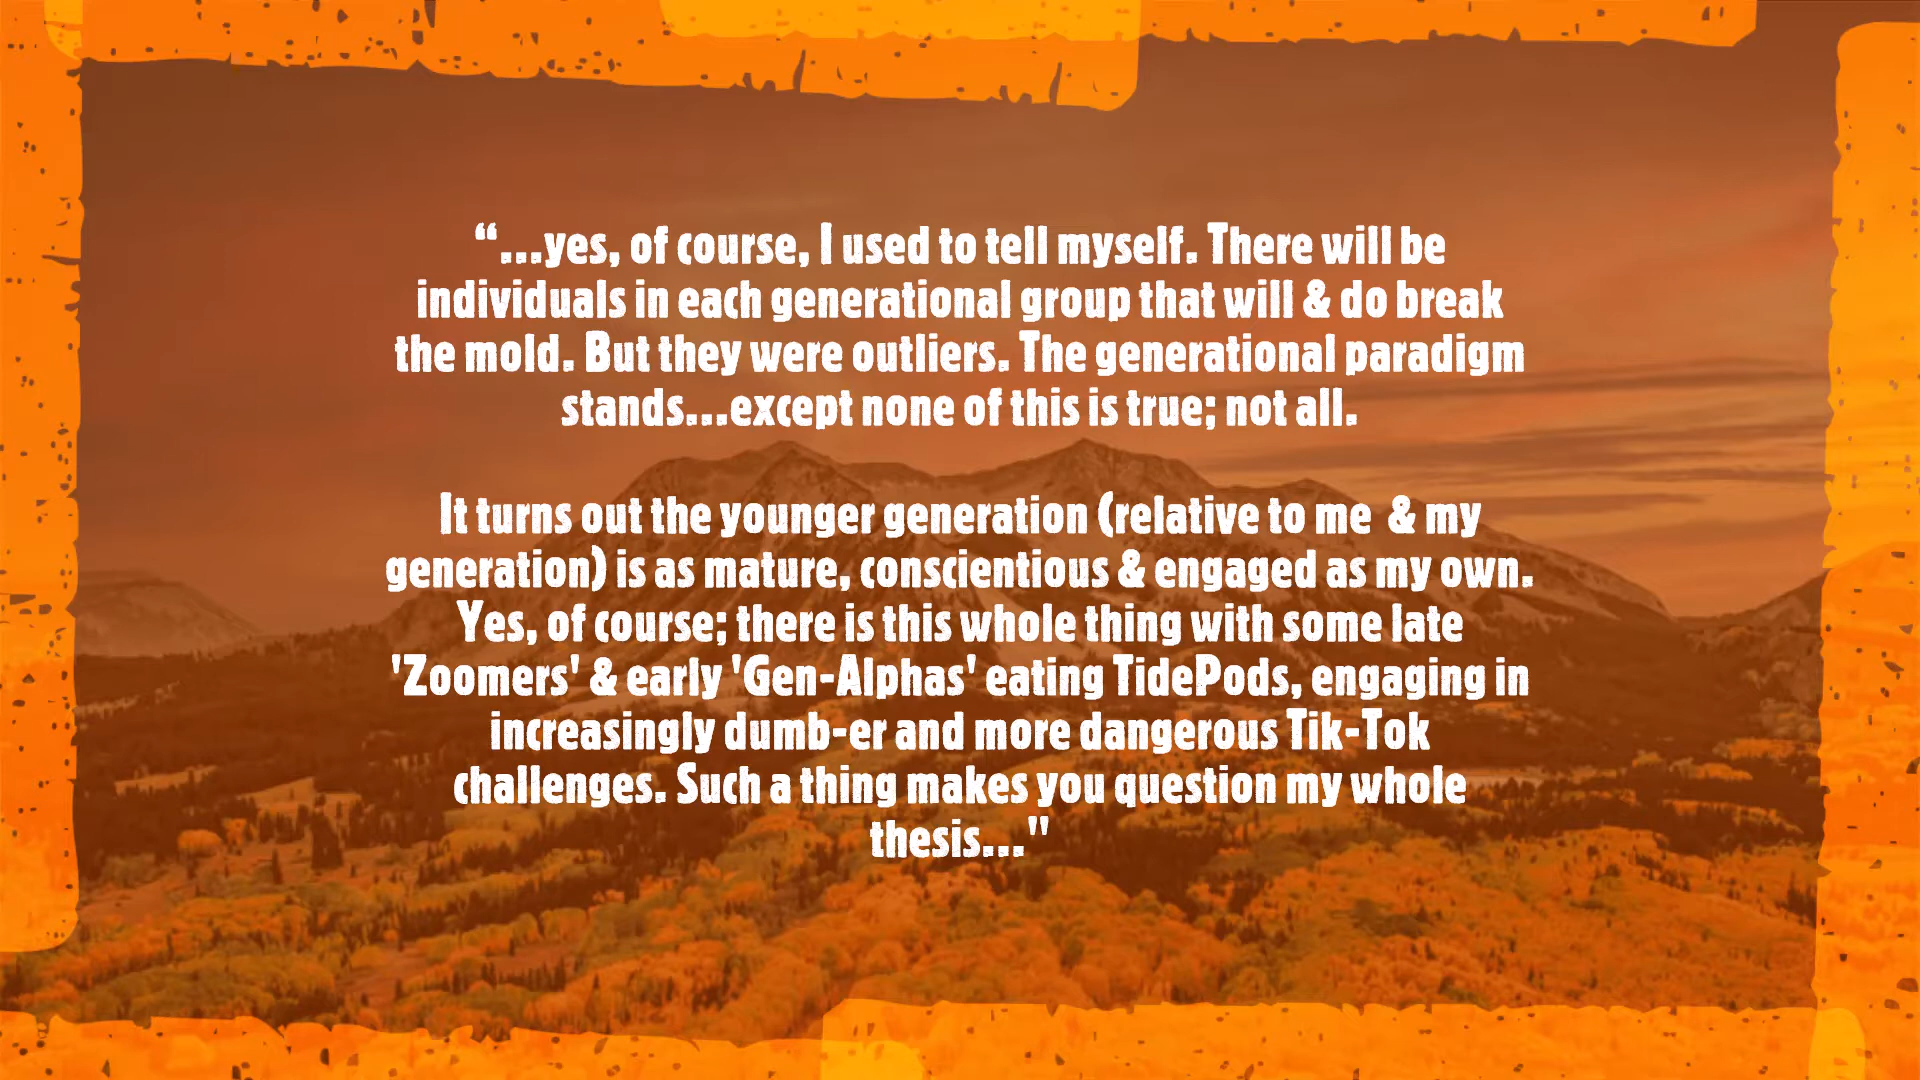 “...yes, of course, I used to tell myself. There will be
individuals in each generational group that will & do break
the mold. But they were outliers. The generational paradigm
stands...except none of this is true; not all.
It turns out the younger generation (relative to me & my
generation) is as mature, conscientious & engaged as my own.
Yes, of course; there is this whole thing with some late
'Zoomers' & early 'Gen-Alphas' eating TidePods, engaging in
increasingly dumb-er and more dangerous Tik-Tok
challenges. Such a thing makes you question my whole
thesis..."